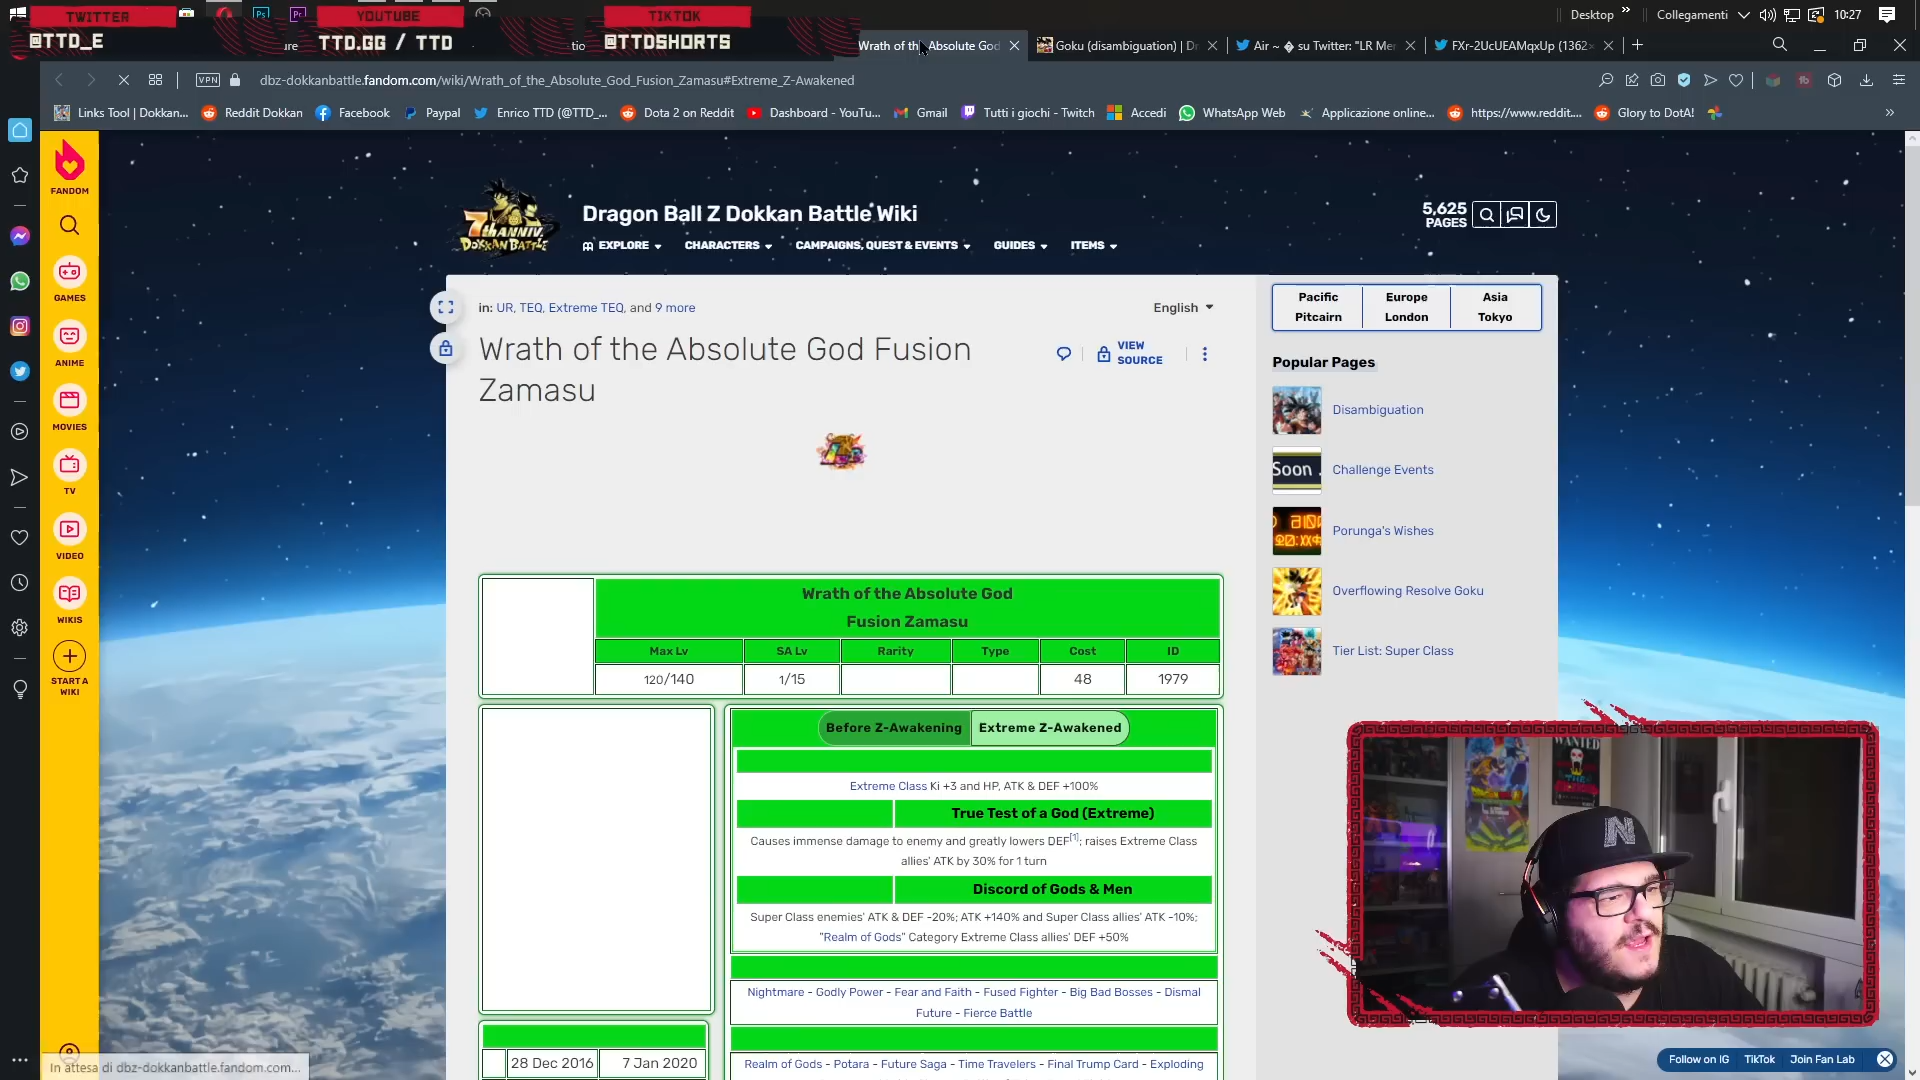 TWITTER
@TTD_E
YOUTUBE
TTD.GG / TTD
TIKTOK
@TTDSHORTS
Desktop
Collegamenti
10:27
Wrath of the Absolute God
Goku (disambiguation) | Dr
Air ~ � su Twitter: "LR Mer
FXr-2UcUEAMqxUp (1362×
VPN
dbz-dokkanbattle.fandom.com/wiki/Wrath_of_the_Absolute_God_Fusion_Zamasu#Extreme_Z-Awakened
Links Tool | Dokkan...
Reddit Dokkan
Facebook
Paypal
Enrico TTD (@TTD_...
Dota 2 on Reddit
Dashboard - YouTu...
Gmail
Tutti i giochi - Twitch
Accedi
WhatsApp Web
Applicazione online...
https://www.reddit....
Glory to DotA!
FANDOM
GAMES
ANIME
MOVIES
TV
VIDEO
WIKIS
START A
WIKI
7th ANNIV.
DOKKAN BATTLE
Dragon Ball Z Dokkan Battle Wiki
EXPLORE
CHARACTERS
CAMPAIGNS, QUEST & EVENTS
GUIDES
ITEMS
5,625
PAGES
in: UR, TEQ, Extreme TEQ, and 9 more
English
Wrath of the Absolute God Fusion
Zamasu
VIEW
SOURCE
Pacific
Pitcairn
Europe
London
Asia
Tokyo
Popular Pages
Disambiguation
Soon .
Challenge Events
Porunga's Wishes
Overflowing Resolve Goku
Tier List: Super Class
Wrath of the Absolute God
Fusion Zamasu
Max Lv
SA Lv
Rarity
Type
Cost
ID
120/140
1/15
48
1979
Before Z-Awakening
Extreme Z-Awakened
Extreme Class Ki +3 and HP, ATK & DEF +100%
True Test of a God (Extreme)
Causes immense damage to enemy and greatly lowers DEF[1]; raises Extreme Class
allies' ATK by 30% for 1 turn
Discord of Gods & Men
Super Class enemies' ATK & DEF -20%; ATK +140% and Super Class allies' ATK -10%;
"Realm of Gods" Category Extreme Class allies' DEF +50%
Nightmare - Godly Power - Fear and Faith - Fused Fighter - Big Bad Bosses - Dismal
Future - Fierce Battle
28 Dec 2016
7 Jan 2020
Realm of Gods - Potara - Future Saga - Time Travelers - Final Trump Card - Exploding
In attesa di dbz-dokkanbattle.fandom.com...
WANTED
N
Follow on IG
TikTok
Join Fan Lab